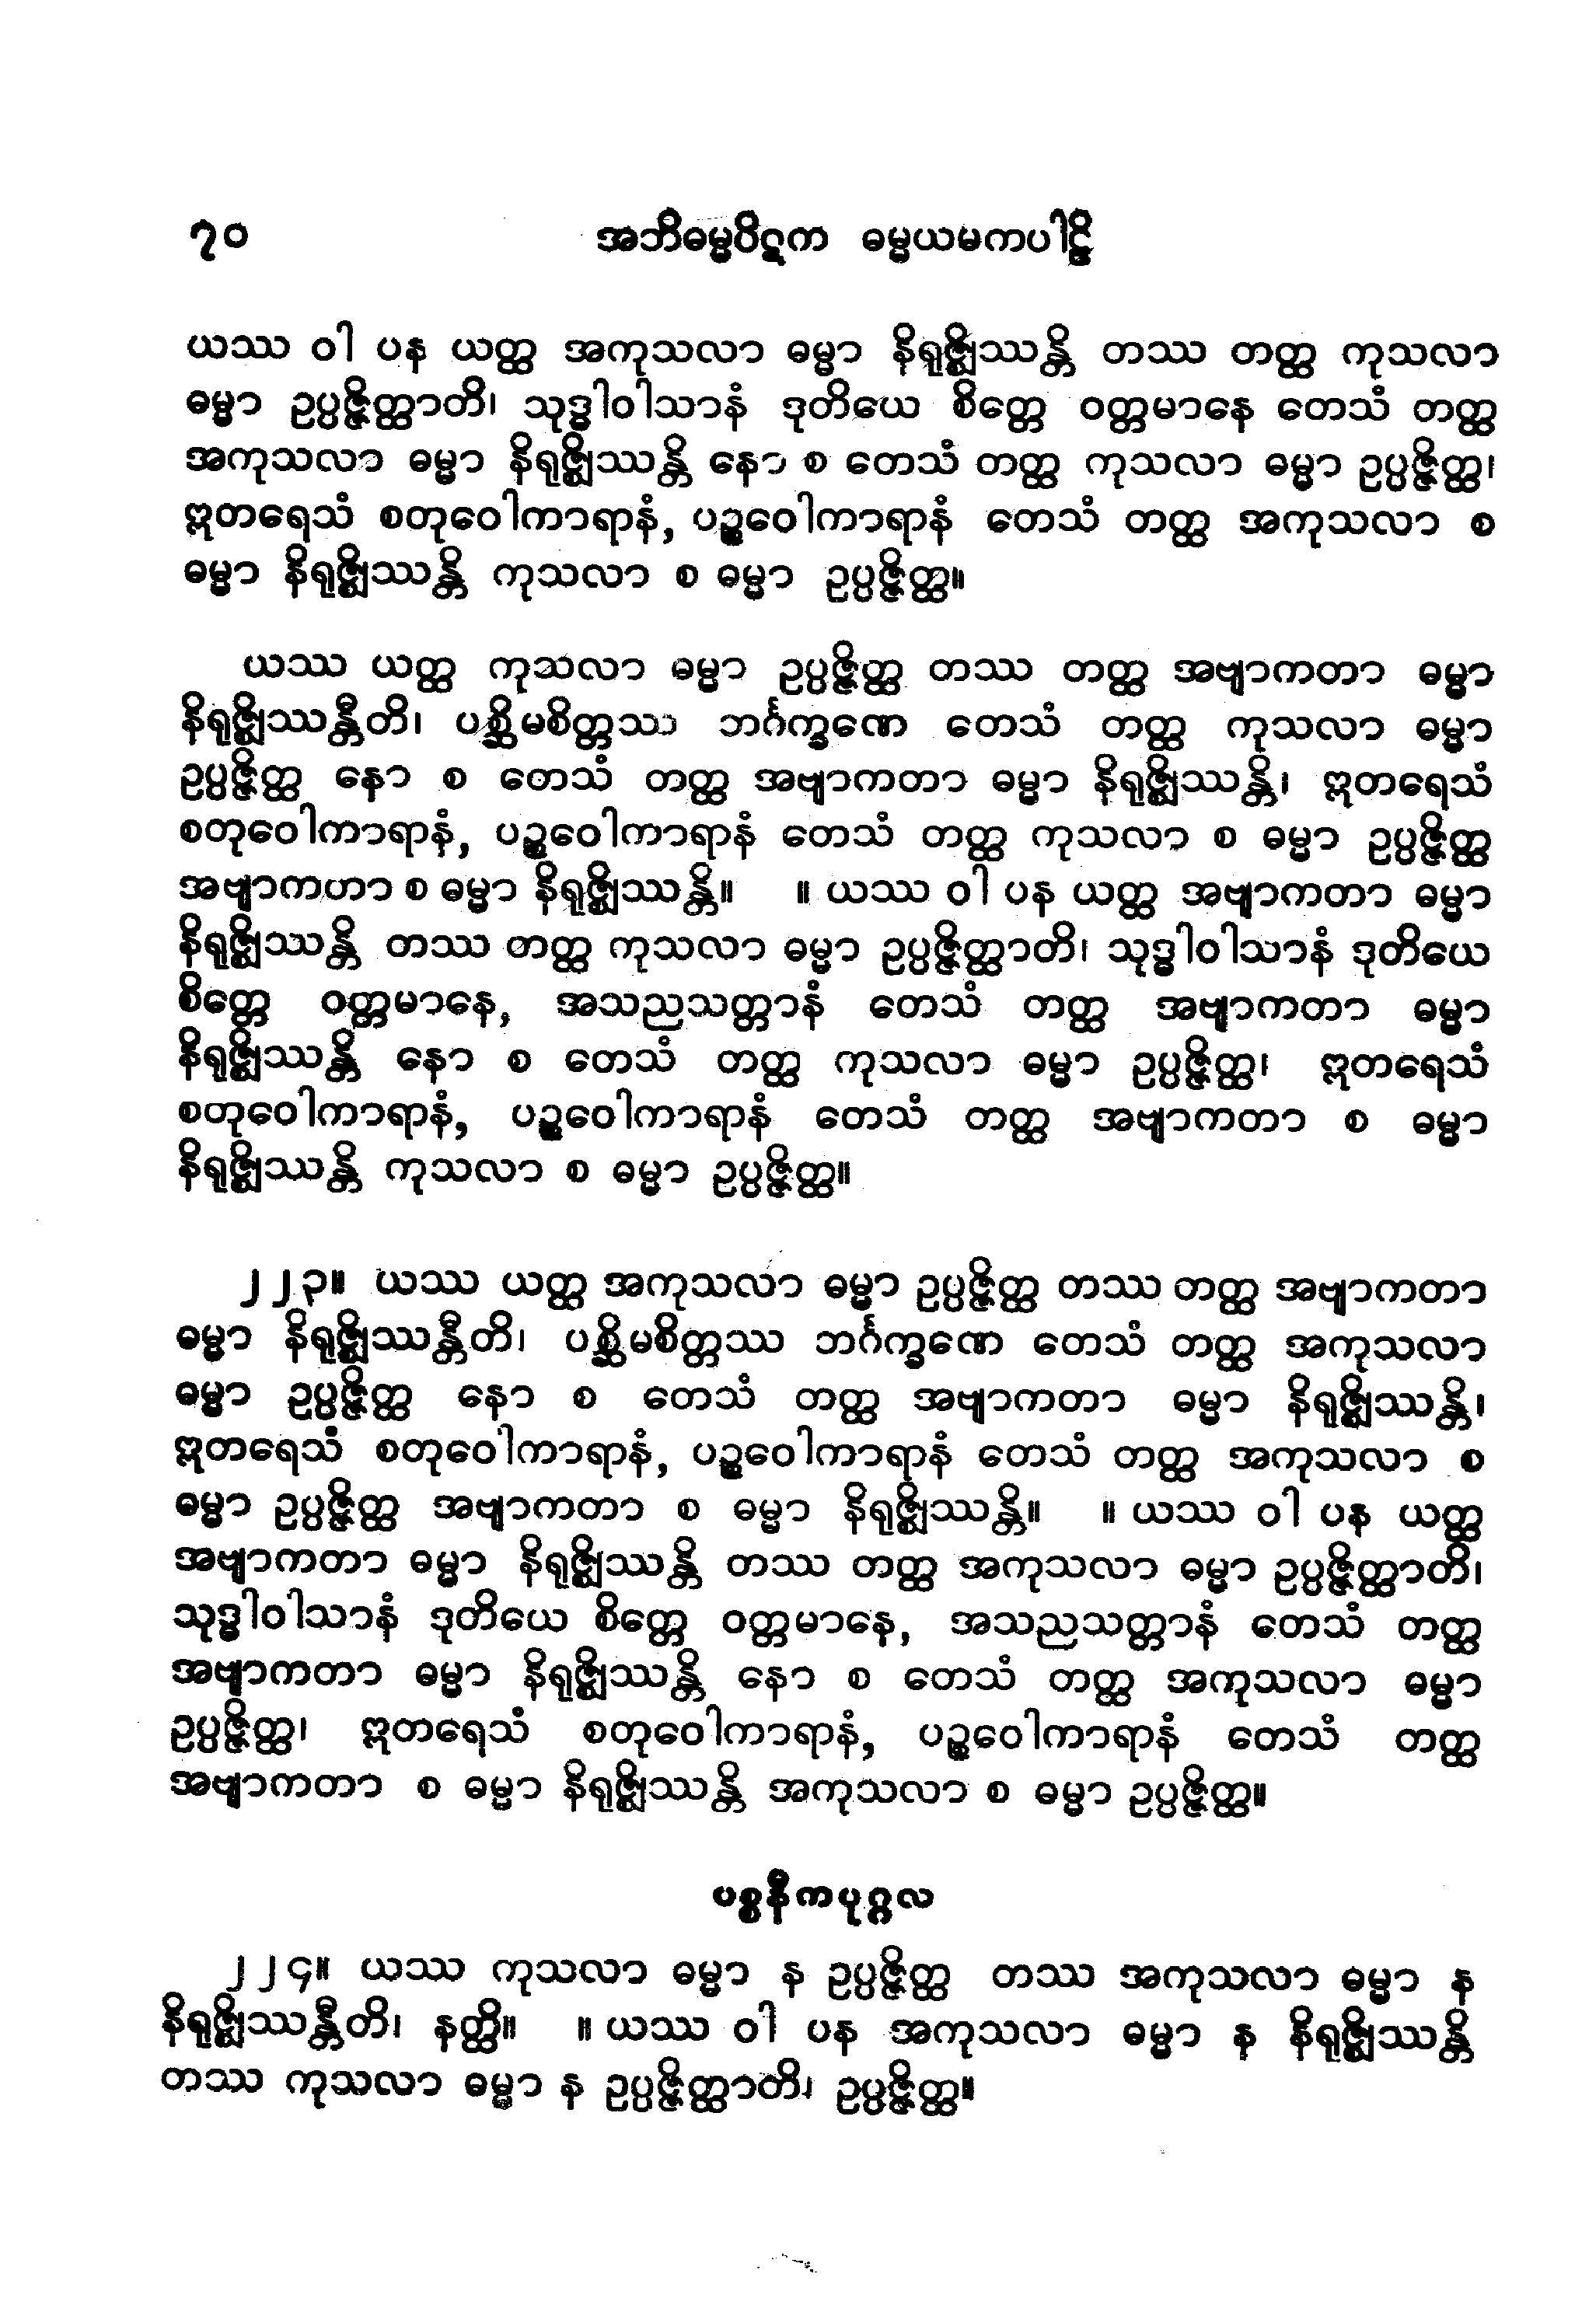 ၇၀ အဘိဓမ္မပိဋက ဓမ္မယမကပါဠိ
ယဿ ဝါ ပန ယတ္ထ အကုသလာ ဓမ္မာ နိရုဇ္ဈိဿန္တိ တဿ တတ္ထ ကုသလာ
ဓမ္မာ ဥပ္ပဇ္ဇိတ္ထာတိ၊ သုဒ္ဓါဝါသာနံ ဒုတိယေ စိတ္တေ ဝတ္တမာနေ တေသံ တတ္ထ
အကုသလာ ဓမ္မာ နိရုဇ္ဈိဿန္တိ နော စ တေသံ တတ္ထ ကုသလာ ဓမ္မာ ဥပ္ပဇ္ဇိတ္ထ၊
ဣတရေသံ စတုဝေါကာရာနံ, ပဉ္စဝေါကာရာနံ တေသံ တတ္ထ အကုသလာ စ
ဓမ္မာ နိရုဇ္ဈိဿန္တိ ကုသလာ စ ဓမ္မာ ဥပ္ပဇ္ဇိတ္ထ။
ယဿ ယတ္ထ ကုသလာ ဓမ္မာ ဥပ္ပဇ္ဇိတ္ထ တဿ တတ္ထ အဗျာကတာ ဓမ္မာ
နိရုဇ္ဈိဿန္တီတိ၊ ပစ္ဆိမစိတ္တဿ ဘင်္ဂက္ခဏေ တေသံ တတ္ထ ကုသလာ ဓမ္မာ
ဥပ္ပဇ္ဇိတ္ထ နော စ တေသံ တတ္ထ အဗျာကတာ ဓမ္မာ နိရုဇ္ဈိဿန္တိ၊ ဣတရေသံ
စတုဝေါကာရာနံ, ပဉ္စဝေါကာရာနံ တေသံ တတ္ထ ကုသလာ စ ဓမ္မာ ဥပ္ပဇ္ဇိတ္ထ
အဗျာကတာ စ ဓမ္မာ နိရုဇ္ဈိဿန္တိ။ ။ ယဿ ဝါ ပန ယတ္ထ အဗျာကတာ ဓမ္မာ
နိရုဇ္ဈိဿန္တိ တဿ တတ္ထ ကုသလာ ဓမ္မာ ဥပ္ပဇ္ဇိတ္ထာတိ၊ သုဒ္ဓါဝါသာနံ ဒုတိယေ
စိတ္တေ ဝတ္တမာနေ, အသညသတ္တာနံ တေသံ တတ္ထ အဗျာကတာ ဓမ္မာ
နိရုဇ္ဈိဿန္တိ နော စ တေသံ တတ္ထ ကုသလာ ဓမ္မာ ဥပ္ပဇ္ဇိတ္ထ၊ ဣတရေသံ
စတုဝေါကာရာနံ, ပဉ္စဝေါကာရာနံ တေသံ တတ္ထ အဗျာကတာ စ ဓမ္မာ
နိရုဇ္ဈိဿန္တိ ကုသလာ စ ဓမ္မာ ဥပ္ပဇ္ဇိတ္ထ။
၂၂၃။ ယဿ ယတ္ထ အကုသလာ ဓမ္မာ ဥပ္ပဇ္ဇိတ္ထ တဿ တတ္ထ အဗျာကတာ
ဓမ္မာ နိရုဇ္ဈိဿန္တီတိ၊ ပစ္ဆိမစိတ္တဿ ဘင်္ဂက္ခဏေ တေသံ တတ္ထ အကုသလာ
ဓမ္မာ ဥပ္ပဇ္ဇိတ္ထ နော စ တေသံ တတ္ထ အဗျာကတာ ဓမ္မာ နိရုဇ္ဈိဿန္တိ၊
ဣတရေသံ စတုဝေါကာရာနံ, ပဉ္စဝေါကာရာနံ တေသံ တတ္ထ အကုသလာ စ
ဓမ္မာ ဥပ္ပဇ္ဇိတ္ထ အဗျာကတာ စ ဓမ္မာ နိရုဇ္ဈိဿန္တိ။ ။ ယဿ ဝါ ပန ယတ္ထ
အဗျာကတာ ဓမ္မာ နိရုဇ္ဈိဿန္တိ တဿ တတ္ထ အကုသလာ ဓမ္မာ ဥပ္ပဇ္ဇိတ္ထာတိ၊
သုဒ္ဓါဝါသာနံ ဒုတိယေ စိတ္တေ ဝတ္တမာနေ, အသညသတ္တာနံ တေသံ တတ္ထ
အဗျာကတာ ဓမ္မာ နိရုဇ္ဈိဿန္တိ နော စ တေသံ တတ္ထ အကုသလာ ဓမ္မာ
ဥပ္ပဇ္ဇိတ္ထ၊ ဣတရေသံ စတုဝေါကာရာနံ, ပဉ္စဝေါကာရာနံ တေသံ တတ္ထ
အဗျာကတာ စ ဓမ္မာ နိရုဇ္ဈိဿန္တိ အကုသလာ စ ဓမ္မာ ဥပ္ပဇ္ဇိတ္ထ။
ပစ္စနီကပုဂ္ဂလ
၂၂၄။ ယဿ ကုသလာ ဓမ္မာ န ဥပ္ပဇ္ဇိတ္ထ တဿ အကုသလာ ဓမ္မာ န
နိရုဇ္ဈိဿန္တီတိ၊ နတ္ထိ။ ။ ယဿ ဝါ ပန အကုသလာ ဓမ္မာ န နိရုဇ္ဈိဿန္တိ
တဿ ကုသလာ ဓမ္မာ န ဥပ္ပဇ္ဇိတ္ထာတိ၊ ဥပ္ပဇ္ဇိတ္ထ။